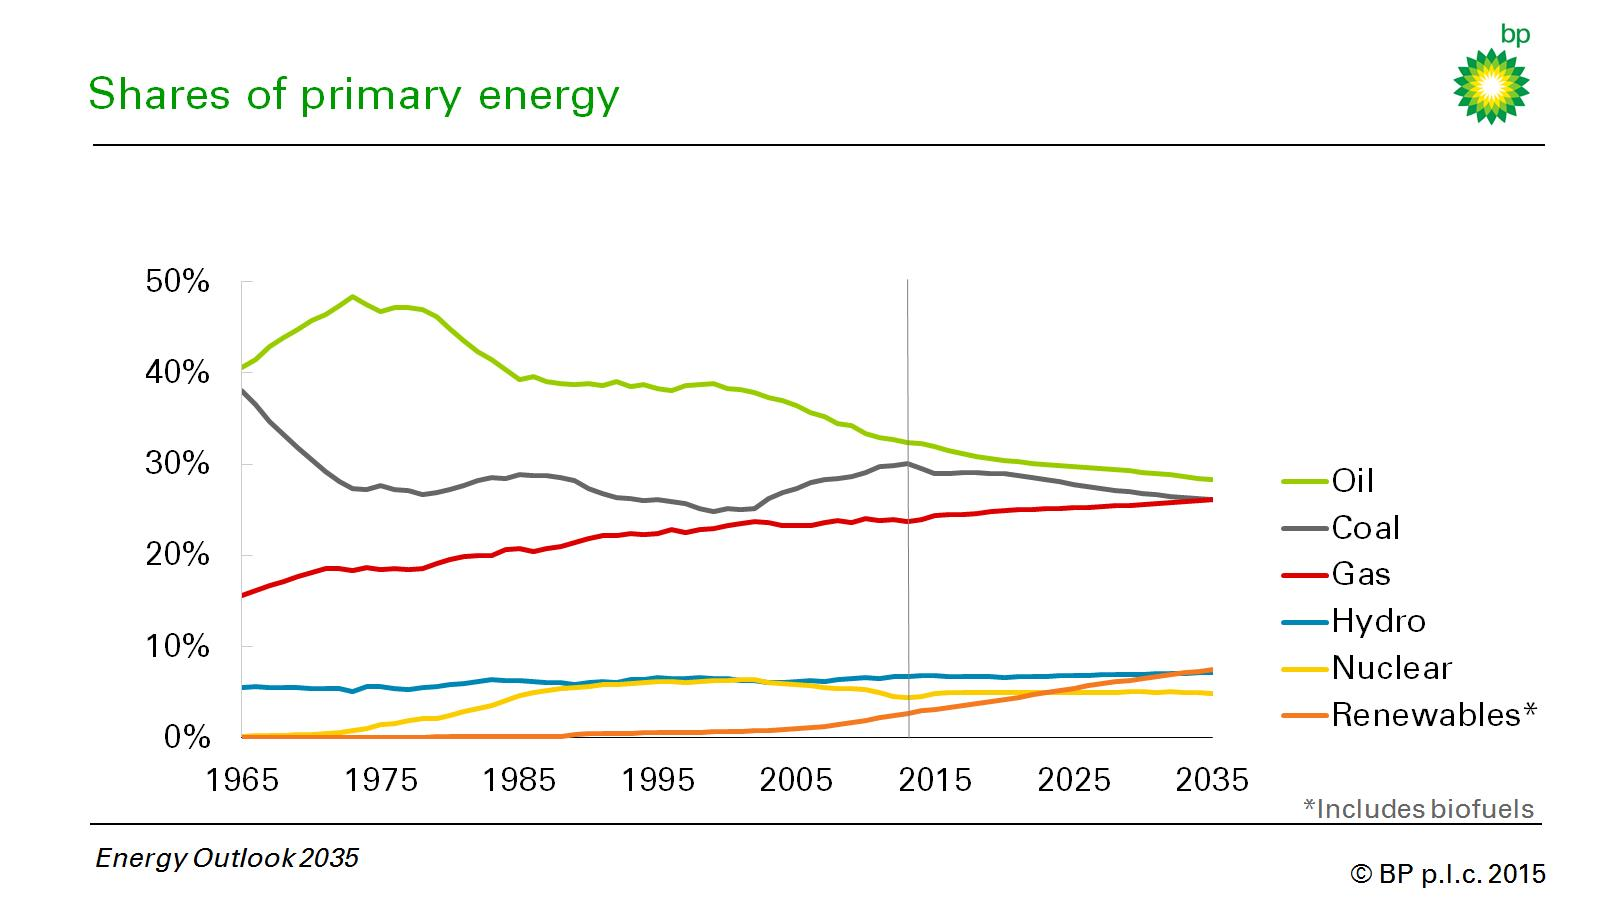 bp
Shares of primary energy
50%
40%
30%
20%
10%
0%
1965 1975 1985 1995 2005 2015 2025 2035
Oil
Coal
Gas
Hydro
Nuclear
Renewables*
*Includes biofuels
Energy Outlook 2035
© BP p.l.c. 2015